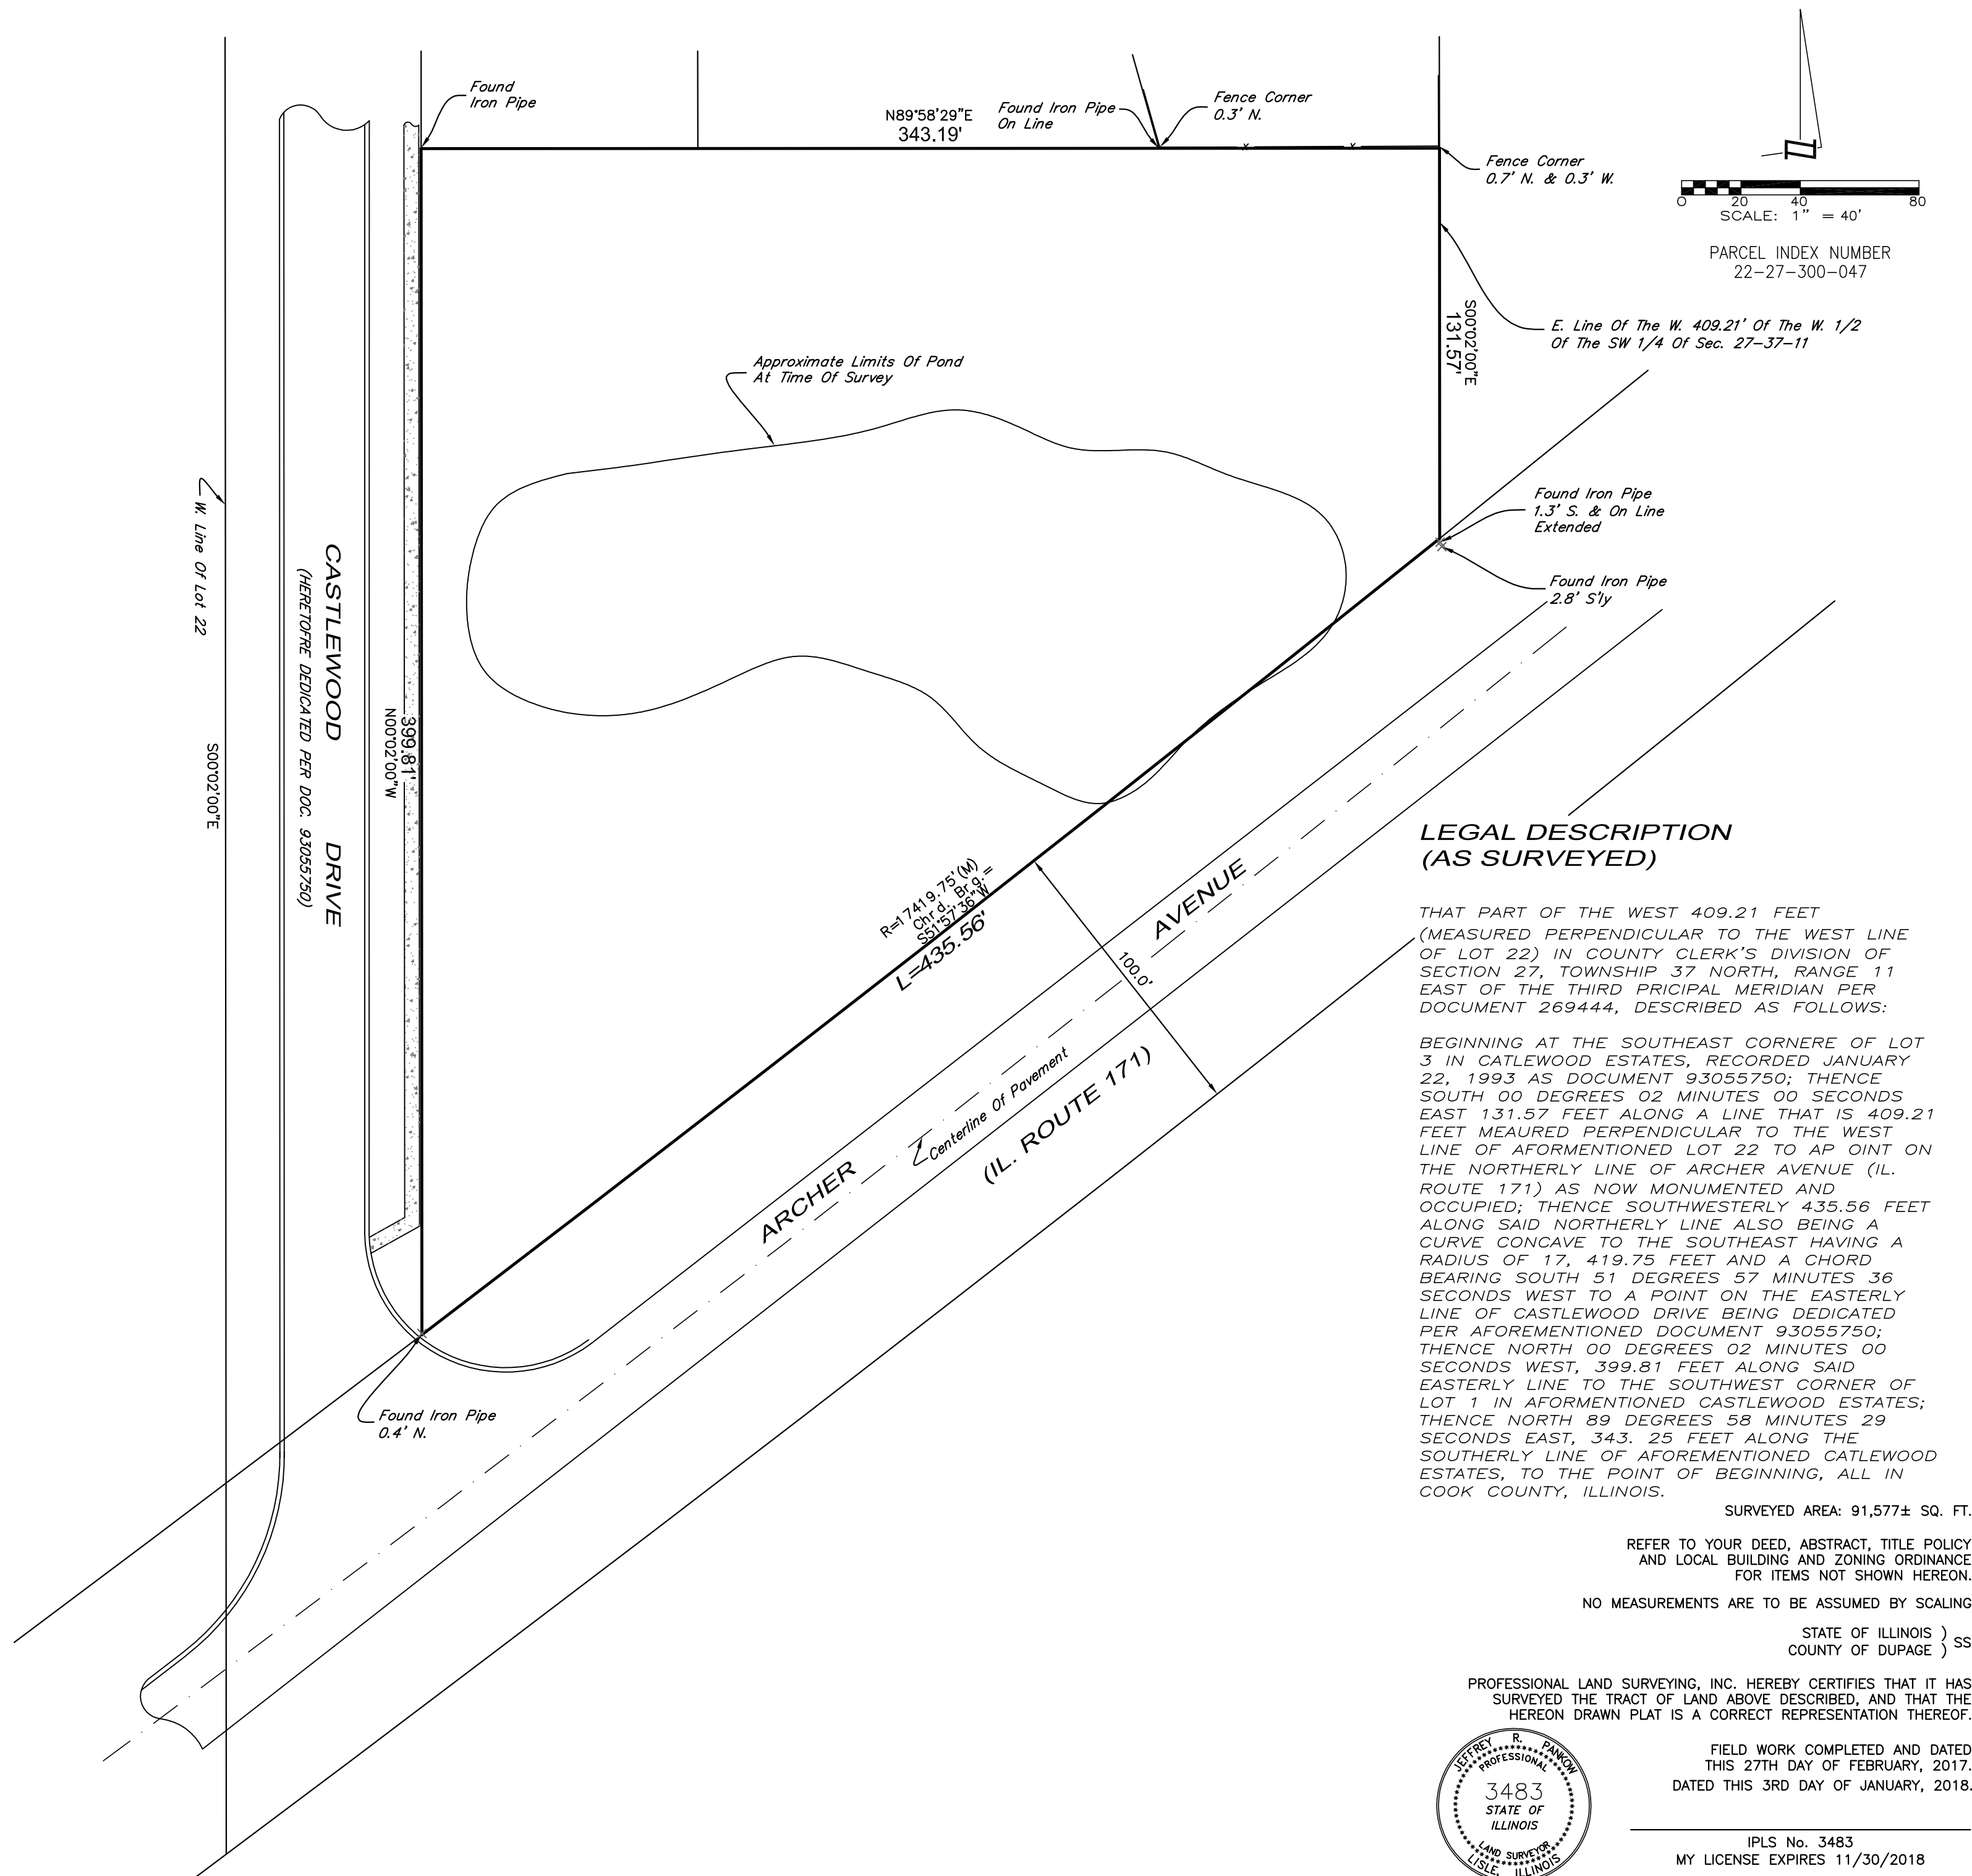 Found
Iron Pipe
N89°58'29"E
343.19'
Found Iron Pipe
On Line
Fence Corner
0.3' N.
Fence Corner
0.7' N. & 0.3' W.
Z
0 20 40 80
SCALE: 1" = 40'
PARCEL INDEX NUMBER
22-27-300-047
S00°02'00"E
131.57'
E. Line Of The W. 409.21' Of The W. 1/2
Of The SW 1/4 Of Sec. 27-37-11
Approximate Limits Of Pond
At Time Of Survey
Found Iron Pipe
1.3' S. & On Line
Extended
Found Iron Pipe
2.8' S'ly
W. Line Of Lot 22
S00°02'00"E
CASTLEWOOD DRIVE
(HERETOFRE DEDICATED PER DOC. 93055750)
399.81'
N00°02'00"W
R=17419.75'(M)
Chrd. Brg.=
S51°57'36"W
L=435.56'
100.0'
ARCHER AVENUE
Centerline Of Pavement
(IL. ROUTE 171)
Found Iron Pipe
0.4' N.
LEGAL DESCRIPTION
(AS SURVEYED)
THAT PART OF THE WEST 409.21 FEET
(MEASURED PERPENDICULAR TO THE WEST LINE
OF LOT 22) IN COUNTY CLERK'S DIVISION OF
SECTION 27, TOWNSHIP 37 NORTH, RANGE 11
EAST OF THE THIRD PRICIPAL MERIDIAN PER
DOCUMENT 269444, DESCRIBED AS FOLLOWS:
BEGINNING AT THE SOUTHEAST CORNERE OF LOT
3 IN CATLEWOOD ESTATES, RECORDED JANUARY
22, 1993 AS DOCUMENT 93055750; THENCE
SOUTH 00 DEGREES 02 MINUTES 00 SECONDS
EAST 131.57 FEET ALONG A LINE THAT IS 409.21
FEET MEAURED PERPENDICULAR TO THE WEST
LINE OF AFORMENTIONED LOT 22 TO AP OINT ON
THE NORTHERLY LINE OF ARCHER AVENUE (IL.
ROUTE 171) AS NOW MONUMENTED AND
OCCUPIED; THENCE SOUTHWESTERLY 435.56 FEET
ALONG SAID NORTHERLY LINE ALSO BEING A
CURVE CONCAVE TO THE SOUTHEAST HAVING A
RADIUS OF 17, 419.75 FEET AND A CHORD
BEARING SOUTH 51 DEGREES 57 MINUTES 36
SECONDS WEST TO A POINT ON THE EASTERLY
LINE OF CASTLEWOOD DRIVE BEING DEDICATED
PER AFOREMENTIONED DOCUMENT 93055750;
THENCE NORTH 00 DEGREES 02 MINUTES 00
SECONDS WEST, 399.81 FEET ALONG SAID
EASTERLY LINE TO THE SOUTHWEST CORNER OF
LOT 1 IN AFORMENTIONED CASTLEWOOD ESTATES;
THENCE NORTH 89 DEGREES 58 MINUTES 29
SECONDS EAST, 343. 25 FEET ALONG THE
SOUTHERLY LINE OF AFOREMENTIONED CATLEWOOD
ESTATES, TO THE POINT OF BEGINNING, ALL IN
COOK COUNTY, ILLINOIS.
SURVEYED AREA: 91,577± SQ. FT.
REFER TO YOUR DEED, ABSTRACT, TITLE POLICY
AND LOCAL BUILDING AND ZONING ORDINANCE
FOR ITEMS NOT SHOWN HEREON.
NO MEASUREMENTS ARE TO BE ASSUMED BY SCALING
STATE OF ILLINOIS )
COUNTY OF DUPAGE ) SS
PROFESSIONAL LAND SURVEYING, INC. HEREBY CERTIFIES THAT IT HAS
SURVEYED THE TRACT OF LAND ABOVE DESCRIBED, AND THAT THE
HEREON DRAWN PLAT IS A CORRECT REPRESENTATION THEREOF.
FIELD WORK COMPLETED AND DATED
THIS 27TH DAY OF FEBRUARY, 2017.
DATED THIS 3RD DAY OF JANUARY, 2018.
JEFFREY R. PANKOW
PROFESSIONAL
3483
STATE OF
ILLINOIS
LAND SURVEYOR
LISLE, ILLINOIS
IPLS No. 3483
MY LICENSE EXPIRES 11/30/2018